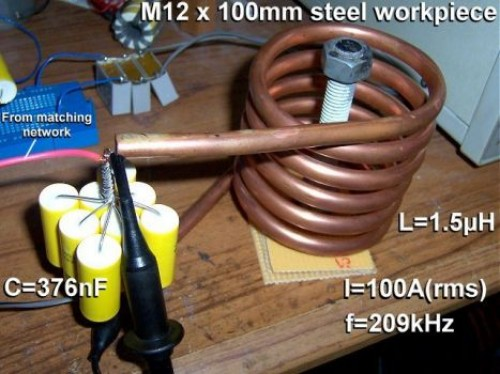 M12 x 100mm steel workpiece
From matching
network
L=1.5µH
C=376nF
I=100A(rms)
f=209kHz